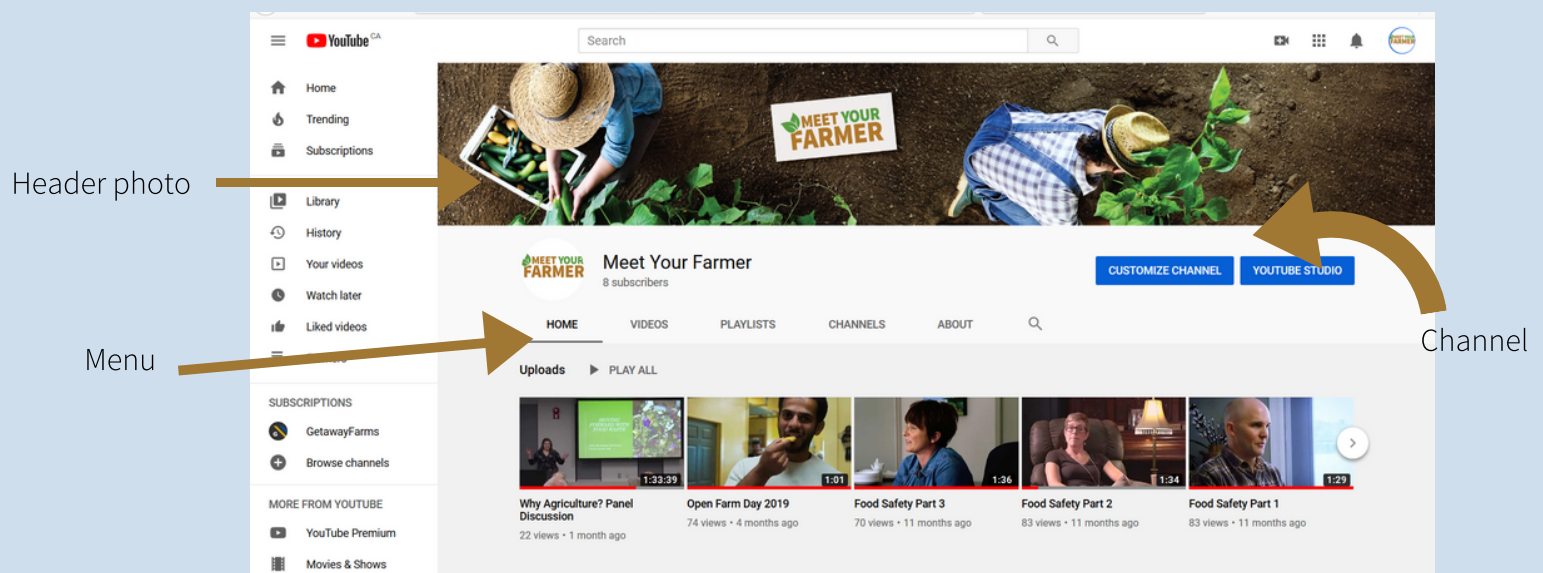 YouTube CA
Search
MEET YOUR
FARMER
Home
Trending
Subscriptions
MEET YOUR
FARMER
Header photo
Library
History
Your videos
Watch later
Liked videos
MEET YOUR
FARMER
Meet Your Farmer
8 subscribers
CUSTOMIZE CHANNEL
YOUTUBE STUDIO
HOME
VIDEOS
PLAYLISTS
CHANNELS
ABOUT
Channel
Menu
Uploads
PLAY ALL
SUBSCRIPTIONS
GetawayFarms
Browse channels
MORE FROM YOUTUBE
YouTube Premium
Movies & Shows
1:33:39
Why Agriculture? Panel
Discussion
22 views • 1 month ago
1:01
Open Farm Day 2019
74 views • 4 months ago
1:36
Food Safety Part 3
70 views • 11 months ago
1:34
Food Safety Part 2
83 views • 11 months ago
1:29
Food Safety Part 1
83 views • 11 months ago